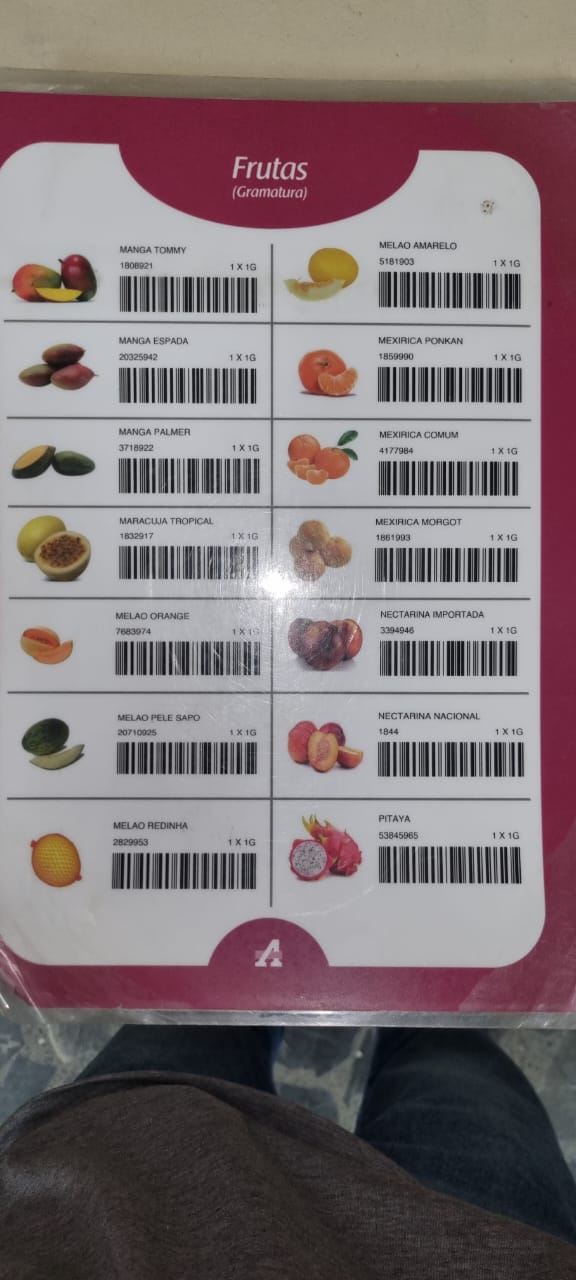 Frutas
(Gramatura)
MANGA TOMMY
1808921 1 X 1G
MANGA ESPADA
20325942 1 X 1G
MANGA PALMER
3718922 1 X 1G
MARACUJA TROPICAL
1832917 1 X 1G
MELAO ORANGE
7683974 1 X 1G
MELAO PELE SAPO
20710925 1 X 1G
MELAO REDINHA
2829953 1 X 1G
MELAO AMARELO
5181903 1 X 1G
MEXIRICA PONKAN
1859990 1 X 1G
MEXIRICA COMUM
4177984 1 X 1G
MEXIRICA MORGOT
1861993 1 X 1G
NECTARINA IMPORTADA
3394946 1 X 1G
NECTARINA NACIONAL
1844 1 X 1G
PITAYA
53845965 1 X 1G
A